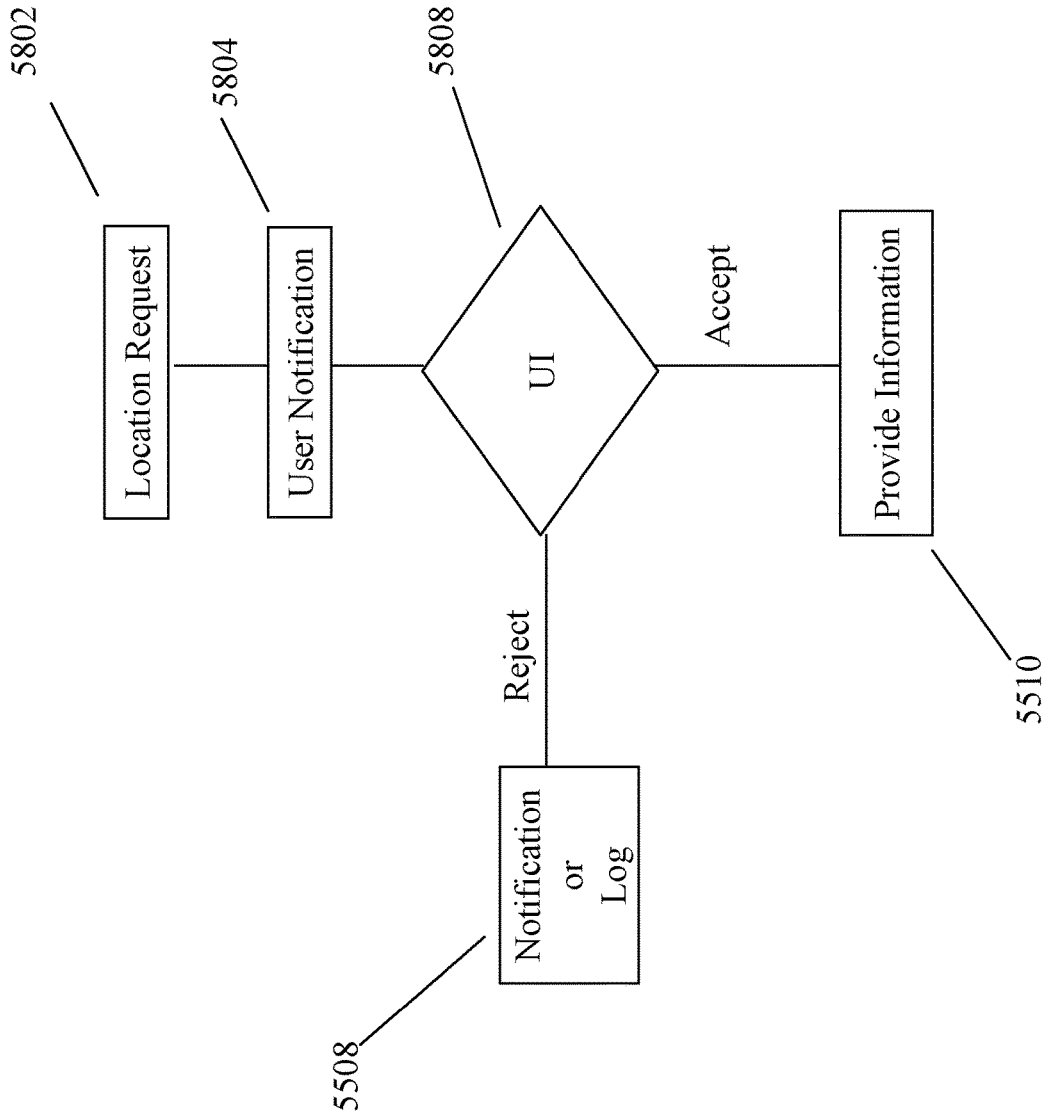 5802
Location Request
5804
User Notification
5808
UI
Reject
Accept
5508
Notification
or
Log
Provide Information
5510